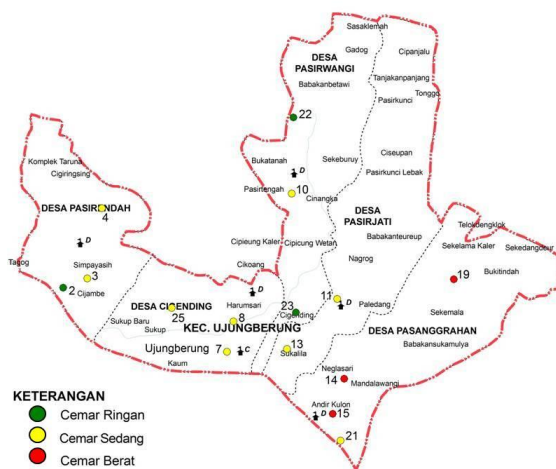 Sasaklemah
Gadog
Cipanjalu
DESA
PASIRWANGI
Tanjakanpanjang
Tonggo
Babakanbetawi
Pasirkunci
22
Komplek Taruna
Cigiringsing
Bukatanah
D
Sekeburuy
Ciseupan
Pasirkunci Lebak
Pasirtengah
10
Cinangka
DESA PASIRENDAH
4
DESA
PASIRJATI
Telokdengklok
Babakanteureup
Sekelama Kaler
Sekedangdeur
D
Cipieung Kaler
Cipicung Wetan
Cikoang
Nagrog
Bukitindah
19
Tagog
Simpayasih
3
2
Cijambe
D
Harumsari
DESA CIGENDING
25
23
Cigending
11
D
Paledang
Sekemala
Sukup Baru
Sukup
8
KEC. UJUNGBERUNG
DESA PASANGGRAHAN
Babakansukamulya
Ujungberung
7
C
13
Sukalila
Kaum
Neglasari
14
Mandalawangi
Andir Kulon
D
15
21
KETERANGAN
Cemar Ringan
Cemar Sedang
Cemar Berat